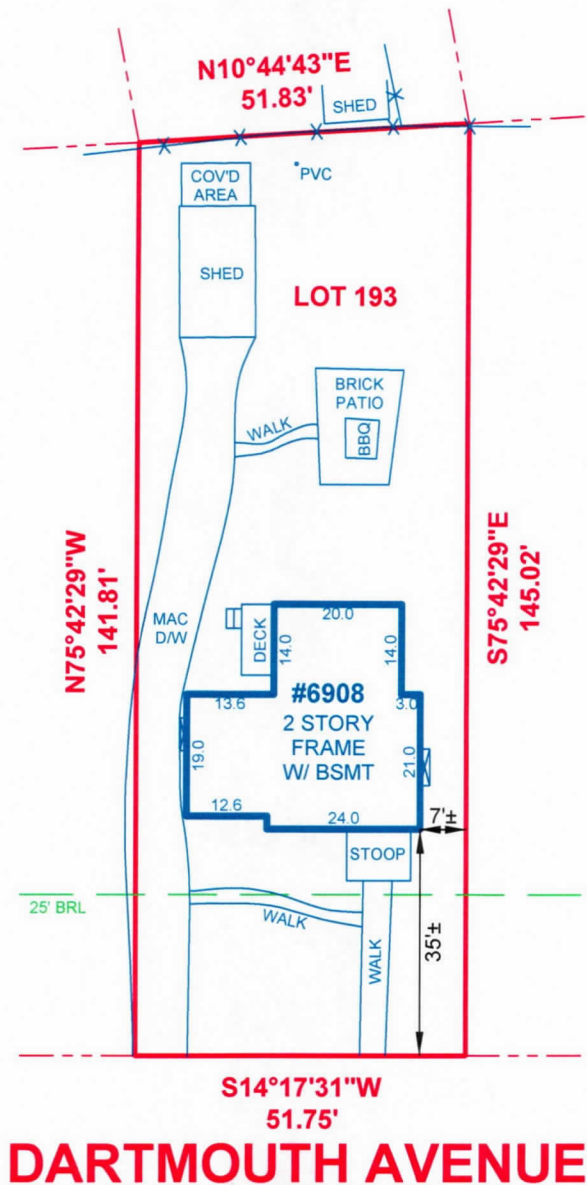 N10°44'43"E
51.83'
SHED
COV'D
AREA
PVC
SHED
LOT 193
BRICK
PATIO
BBQ
WALK
N75°42'29"W
141.81'
S75°42'29"E
145.02'
MAC
D/W
DECK
20.0
14.0
14.0
13.6
3.0
#6908
2 STORY
FRAME
W/ BSMT
19.0
21.0
12.6
24.0
7'±
STOOP
25' BRL
WALK
WALK
35'±
S14°17'31"W
51.75'
DARTMOUTH AVENUE